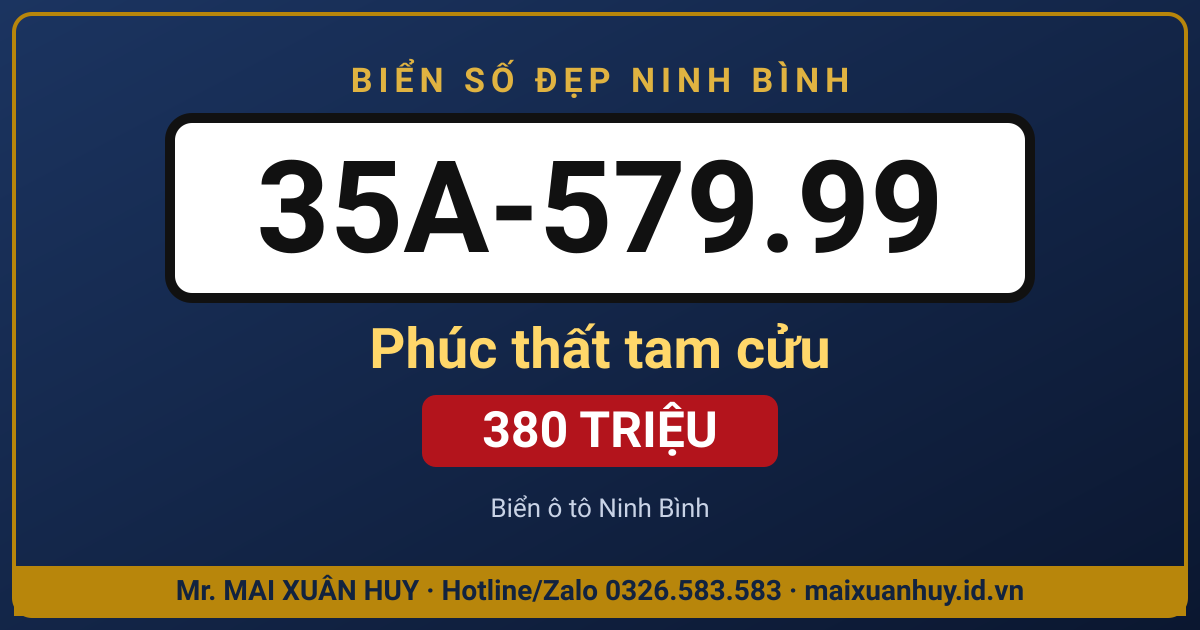 BIỂN SỐ ĐẸP NINH BÌNH
35A-579.99
Phúc thất tam cửu
380 TRIỆU
Biển ô tô Ninh Bình
Mr. MAI XUÂN HUY · Hotline/Zalo 0326.583.583 · maixuanhuy.id.vn